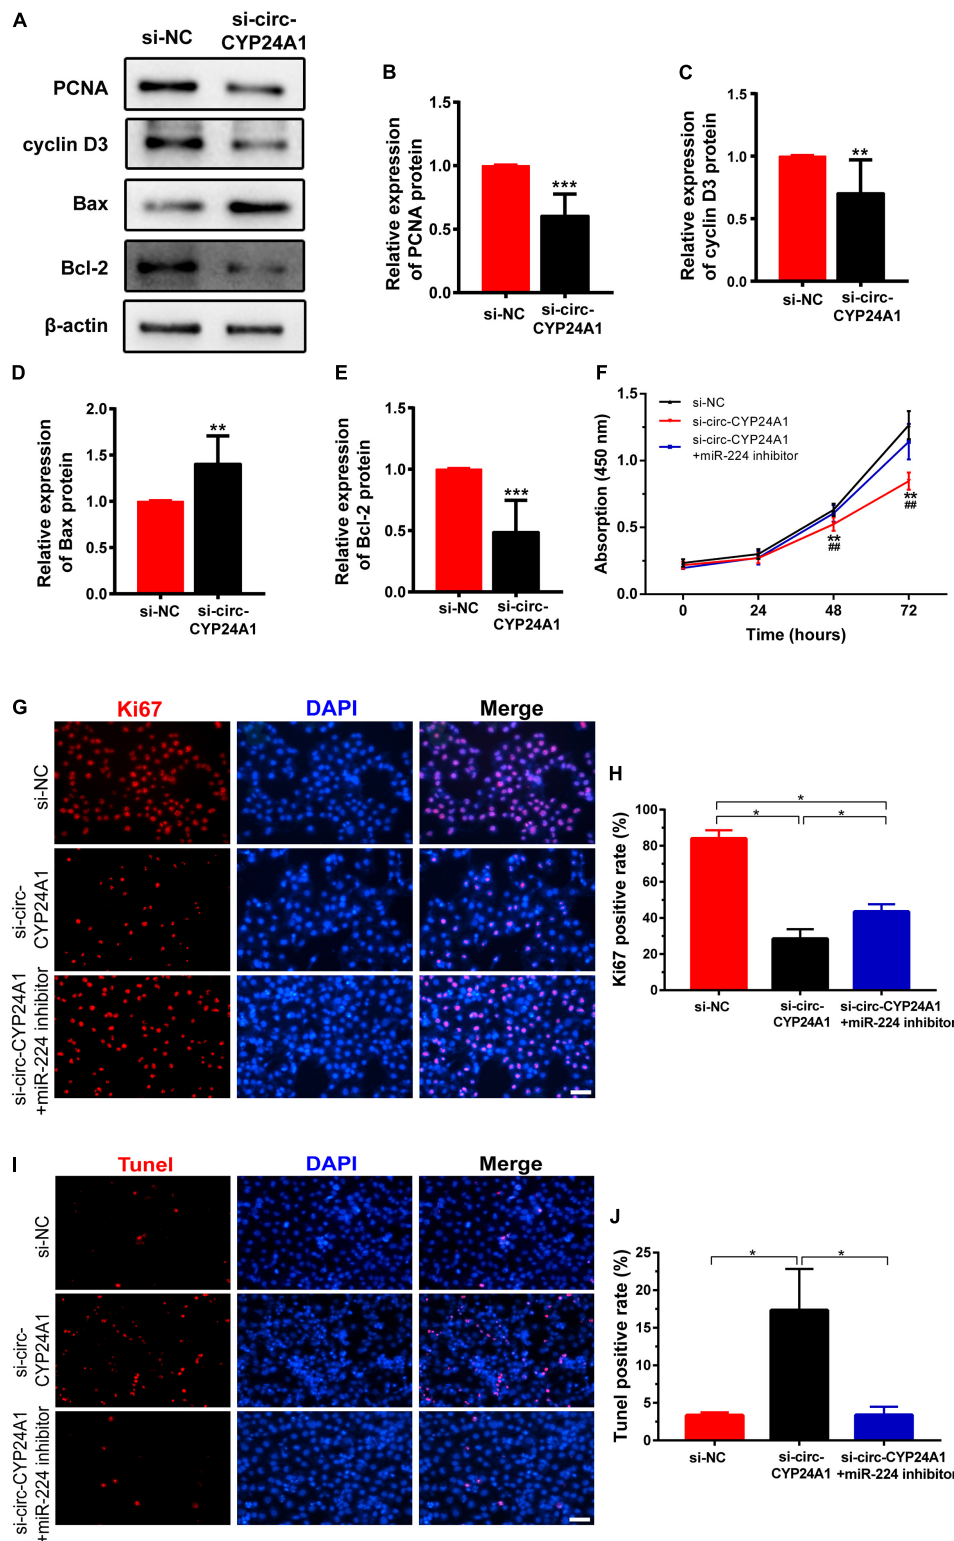 A
si-NC
si-circ-
CYP24A1
PCNA
cyclin D3
Bax
Bcl-2
β-actin
B
Relative expression
of PCNA protein
1.5
1.0
0.5
0.0
***
si-NC
si-circ-
CYP24A1
C
Relative expression
of cyclin D3 protein
1.5
1.0
0.5
0.0
**
si-NC
si-circ-
CYP24A1
D
Relative expression
of Bax protein
2.0
1.5
1.0
0.5
0.0
**
si-NC
si-circ-
CYP24A1
E
Relative expression
of Bcl-2 protein
1.5
1.0
0.5
0.0
***
si-NC
si-circ-
CYP24A1
F
Absorption (450 nm)
1.5
1.0
0.5
0.0
si-NC
si-circ-CYP24A1
si-circ-CYP24A1
+miR-224 inhibitor
**
##
**
##
0
24
48
72
Time (hours)
G
Ki67
DAPI
Merge
si-NC
si-circ-
CYP24A1
si-circ-CYP24A1
+miR-224 inhibitor
H
Ki67 positive rate (%)
100
80
60
40
20
0
*
*
*
si-NC
si-circ-
CYP24A1
si-circ-CYP24A1
+miR-224 inhibitor
I
Tunel
DAPI
Merge
si-NC
si-circ-
CYP24A1
si-circ-CYP24A1
+miR-224 inhibitor
J
Tunel positive rate (%)
25
20
15
10
5
0
*
*
si-NC
si-circ-
CYP24A1
si-circ-CYP24A1
+miR-224 inhibitor